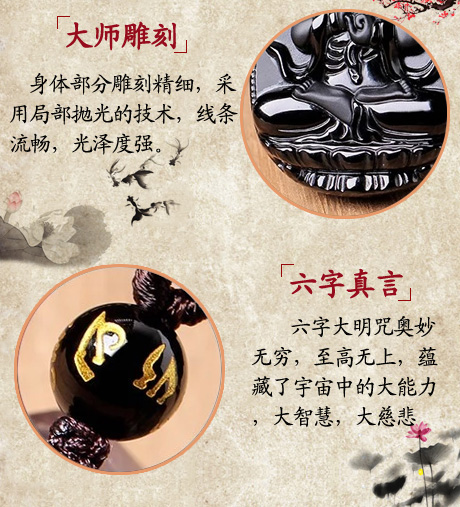 大师雕刻
身体部分雕刻精细，采
用局部抛光的技术，线条
流畅，光泽度强。
六字真言
六字大明咒奥妙
无穷，至高无上，蕴
藏了宇宙中的大能力
，大智慧，大慈悲